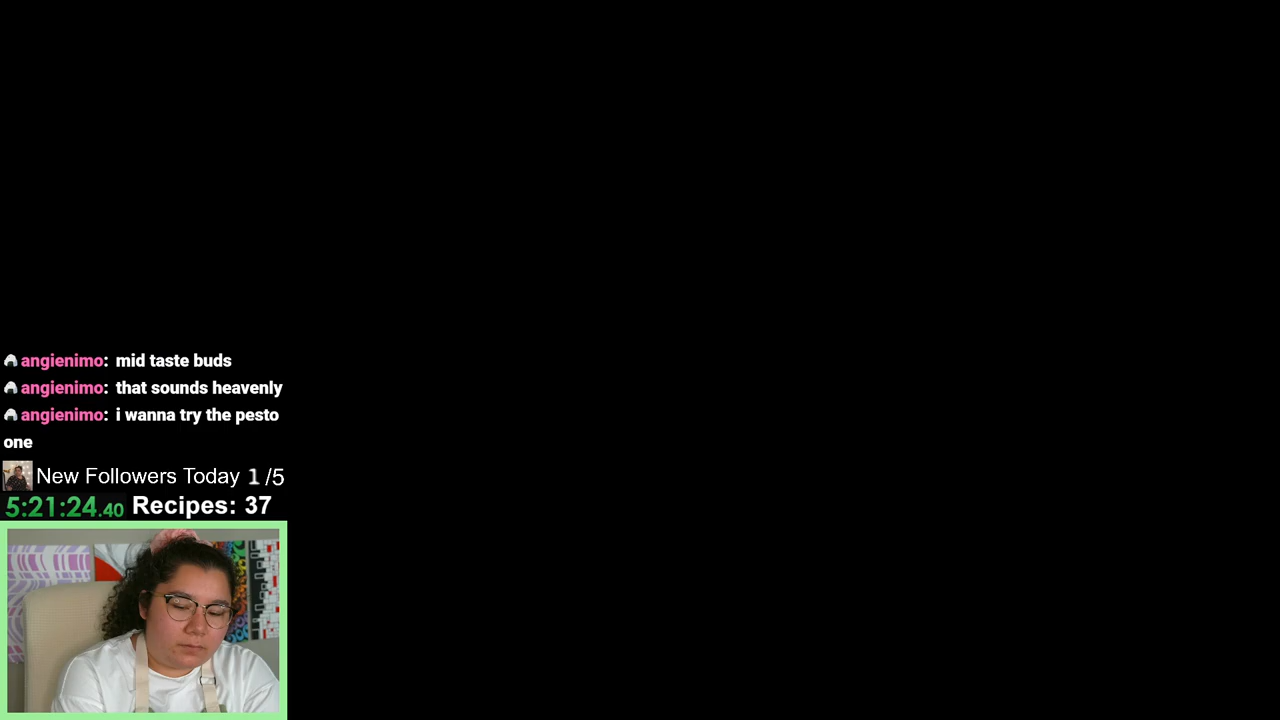 angienimo: mid taste buds
angienimo: that sounds heavenly
angienimo: i wanna try the pesto
one
New Followers Today 1 /5
5:21:24.40 Recipes: 37